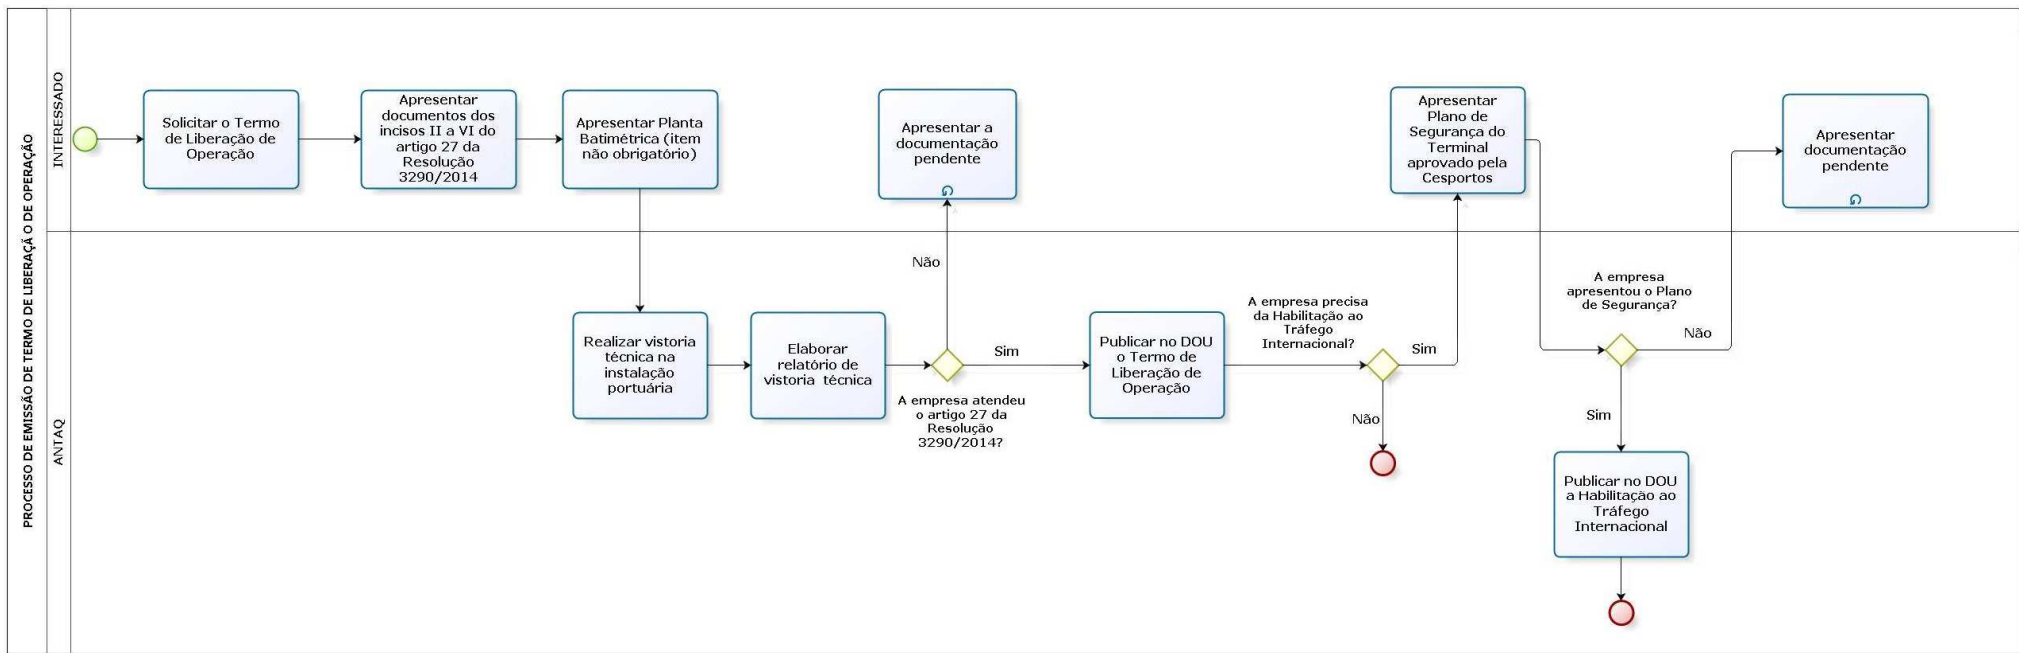 PROCESSO DE EMISSÃO DE TERMO DE LIBERAÇÃ O DE OPERAÇÃO
INTERESSADO
Solicitar o Termo
de Liberação de
Operação
Apresentar
documentos dos
incisos II a VI do
artigo 27 da
Resolução
3290/2014
Apresentar Planta
Batimétrica (item
não obrigatório)
Apresentar a
documentação
pendente
Apresentar
Plano de
Segurança do
Terminal
aprovado pela
Cesportos
Apresentar
documentação
pendente
ANTAQ
Realizar vistoria
técnica na
instalação
portuária
Elaborar
relatório de
vistoria técnica
Não
Sim
A empresa atendeu
o artigo 27 da
Resolução
3290/2014?
Publicar no DOU
o Termo de
Liberação de
Operação
A empresa precisa
da Habilitação ao
Tráfego
Internacional?
Sim
Não
A empresa
apresentou o Plano
de Segurança?
Não
Sim
Publicar no DOU
a Habilitação ao
Tráfego
Internacional